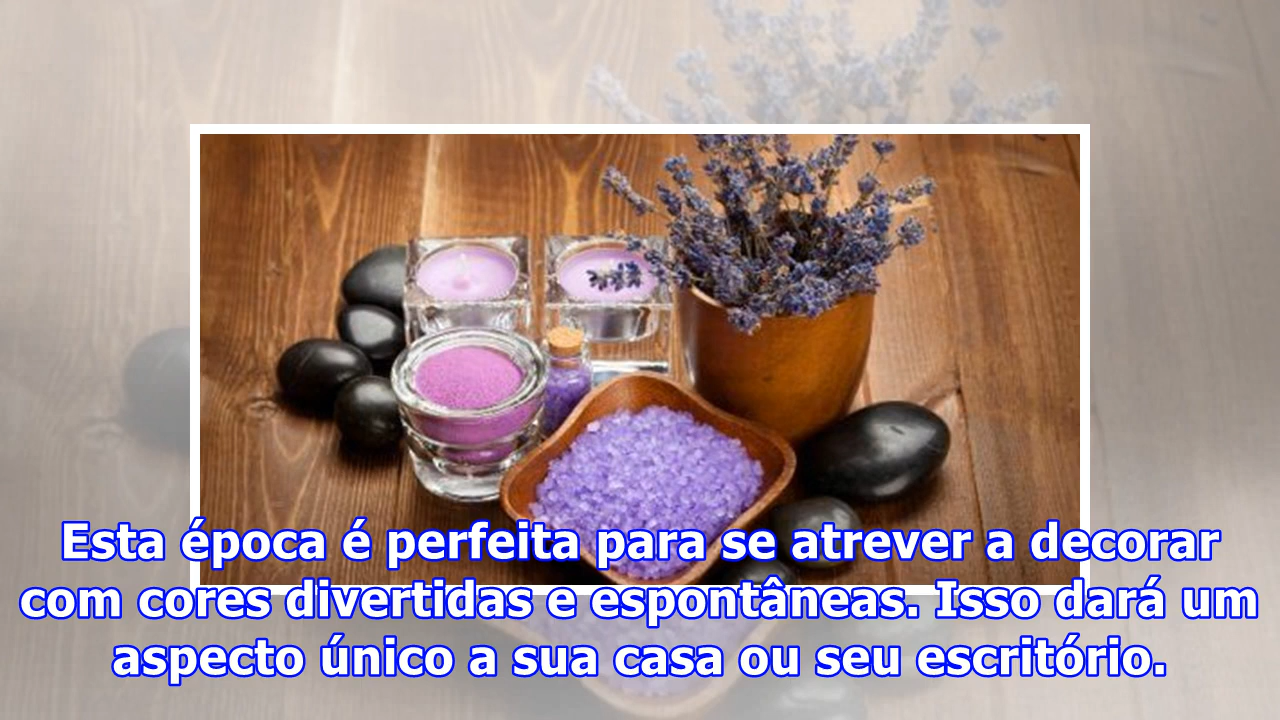 Esta época é perfeita para se atrever a decorar
com cores divertidas e espontâneas. Isso dará um
aspecto único a sua casa ou seu escritório.